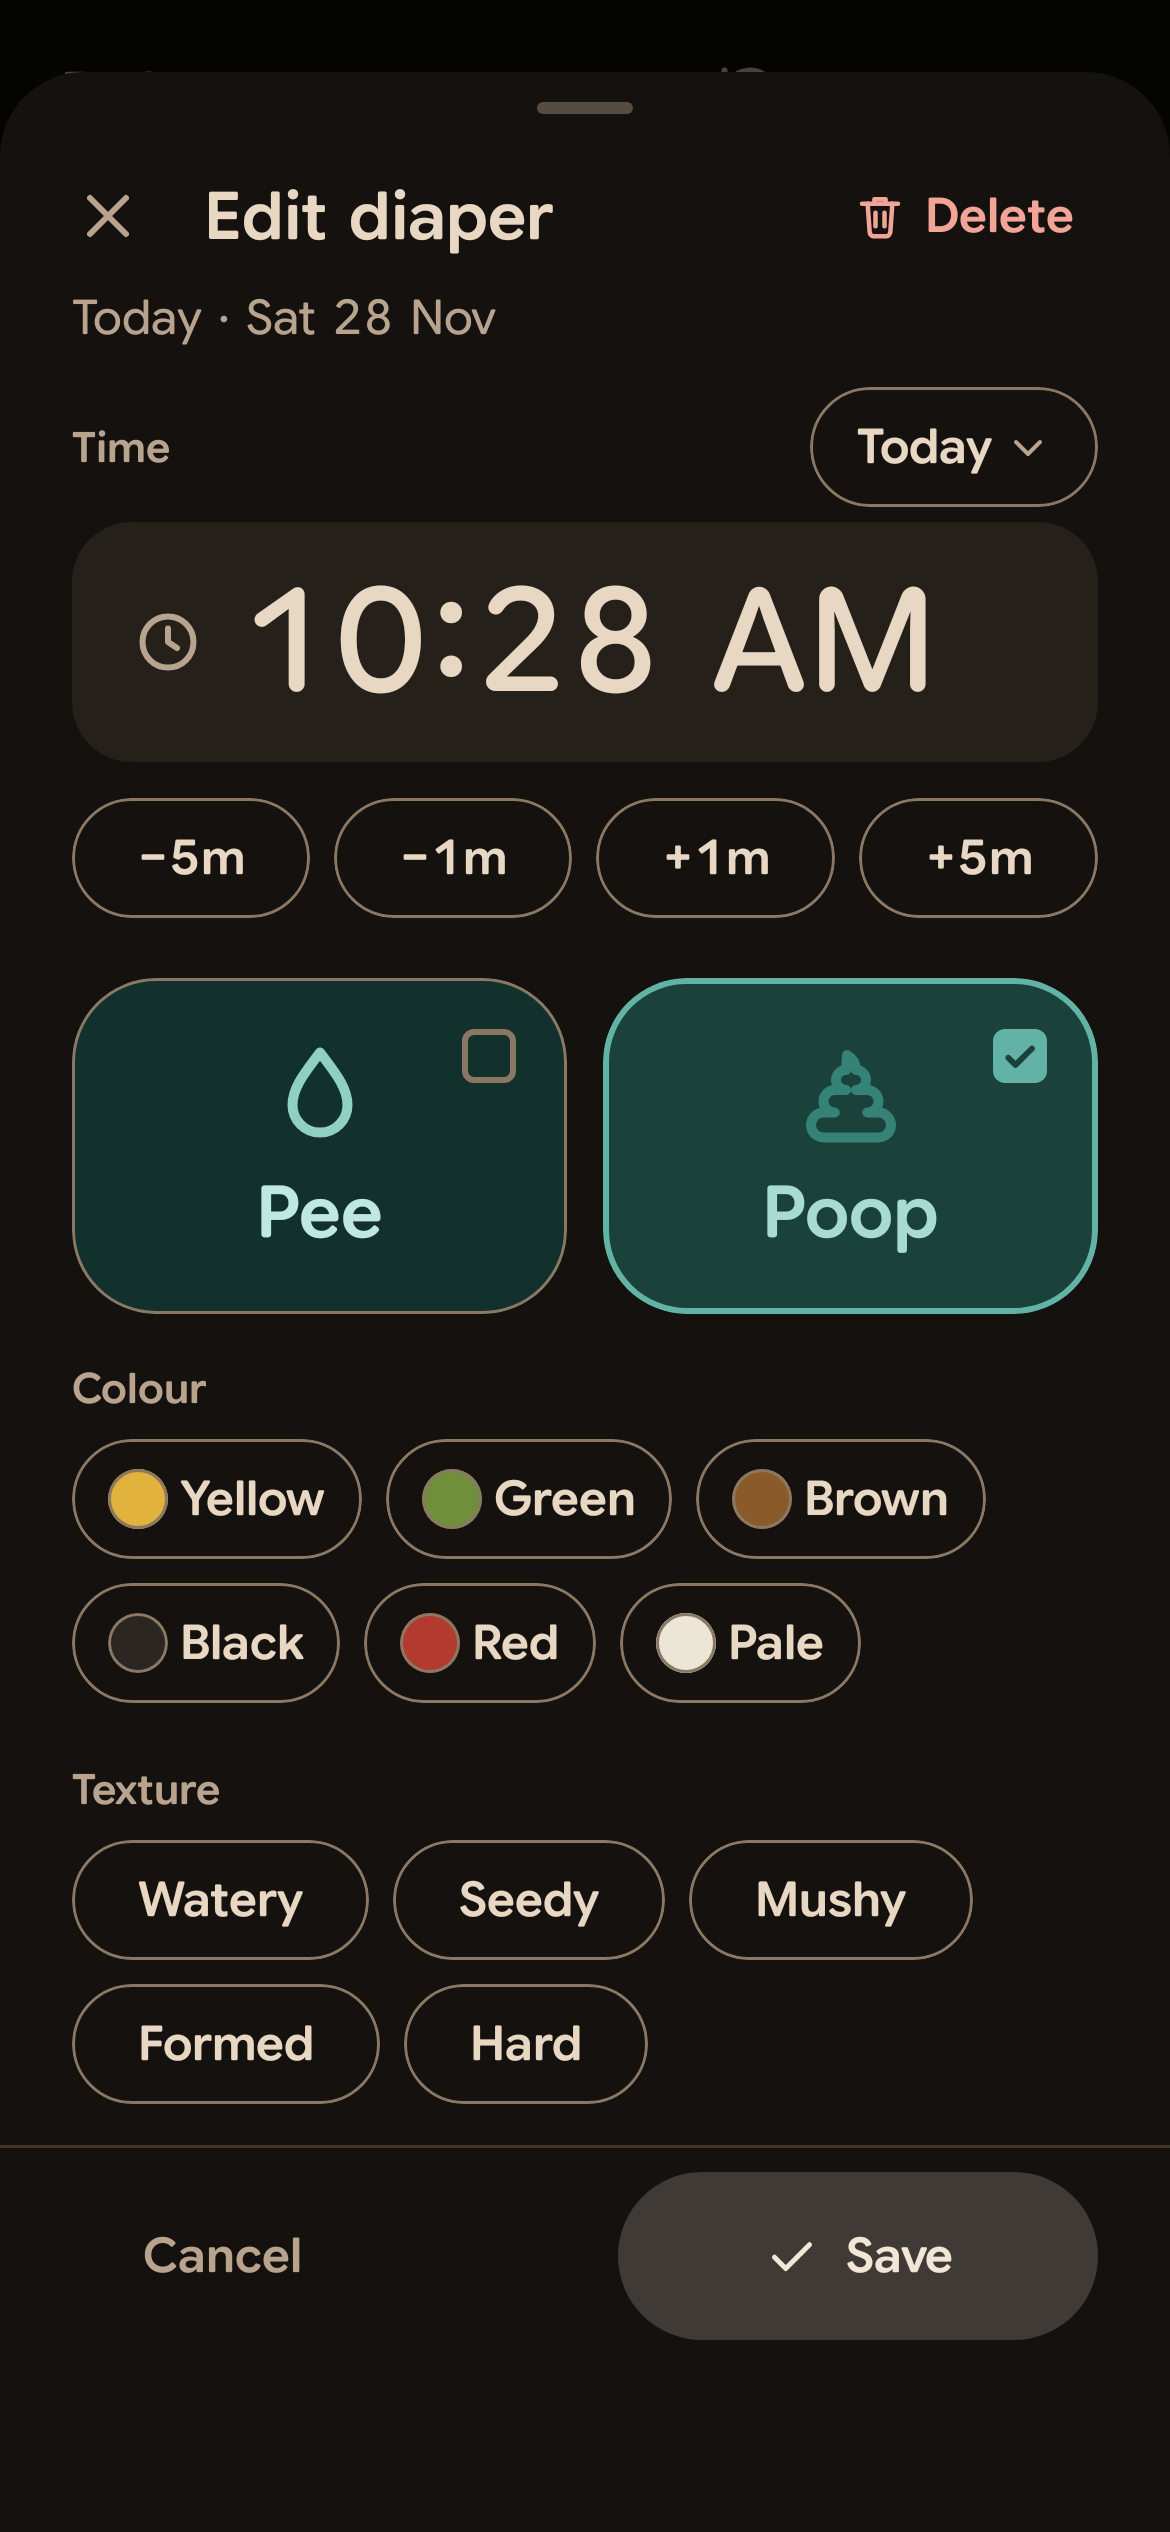 Edit diaper
Delete
Today · Sat 28 Nov
Time
Today
10:28 AM
−5m
−1m
+1m
+5m
Pee
Poop
Colour
Yellow
Green
Brown
Black
Red
Pale
Texture
Watery
Seedy
Mushy
Formed
Hard
Cancel
Save